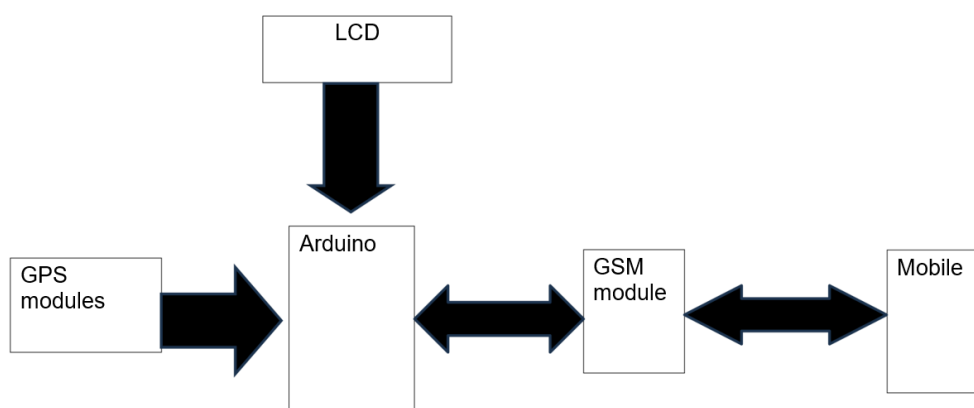 LCD
Arduino
GPS
modules
GSM
module
Mobile